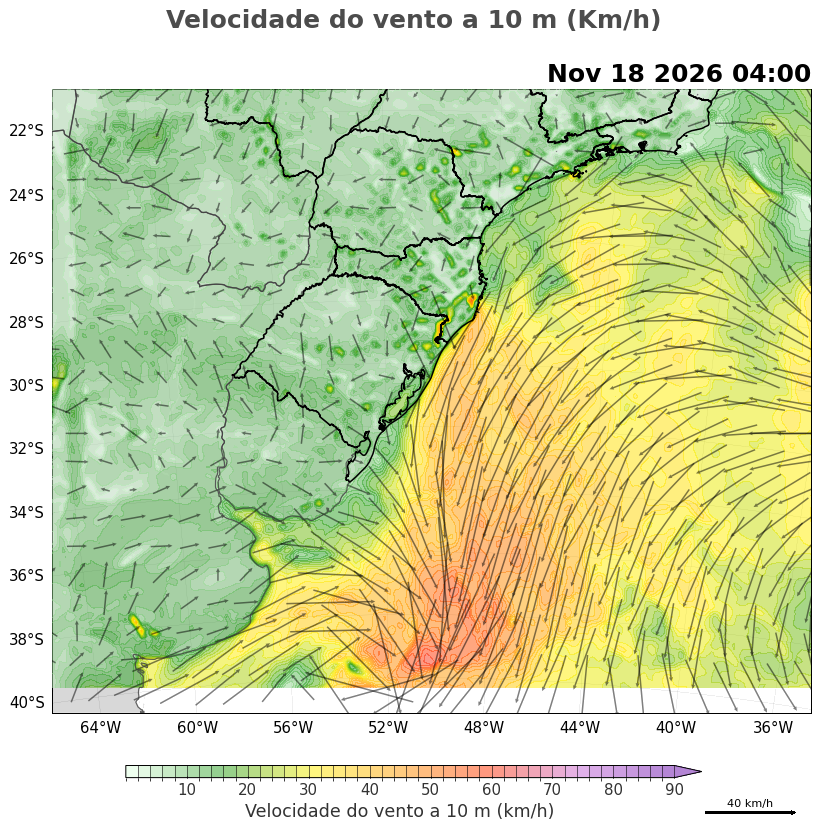 Velocidade do vento a 10 m (Km/h)
Nov 18 2026 04:00
22°S
24°S
26°S
28°S
30°S
32°S
34°S
36°S
38°S
40°S
64°W 60°W 56°W 52°W 48°W 44°W 40°W 36°W
10 20 30 40 50 60 70 80 90
Velocidade do vento a 10 m (km/h)
40 km/h